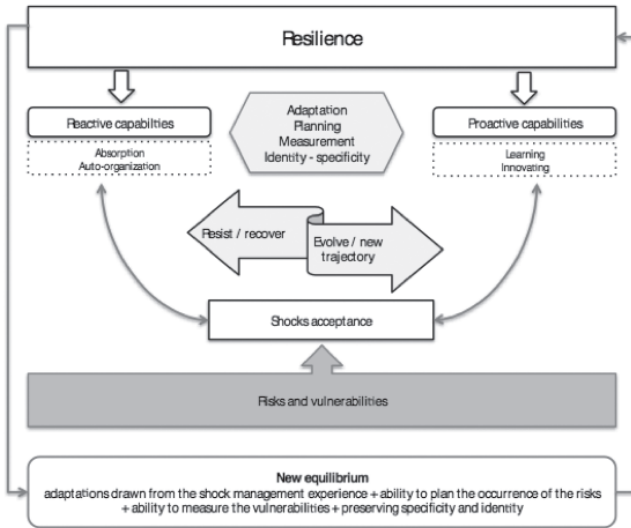 Resilience
Reactive capabilties
Absorption
Auto-organization
Adaptation
Planning
Measurement
Identity - specificity
Proactive capabilities
Learning
Innovating
Resist / recover
Evolve / new
trajectory
Shocks acceptance
Risks and vulnerabilities
New equilibrium
adaptations drawn from the shock management experience + ability to plan the occurrence of the risks
+ ability to measure the vulnerabilities + preserving specificity and identity